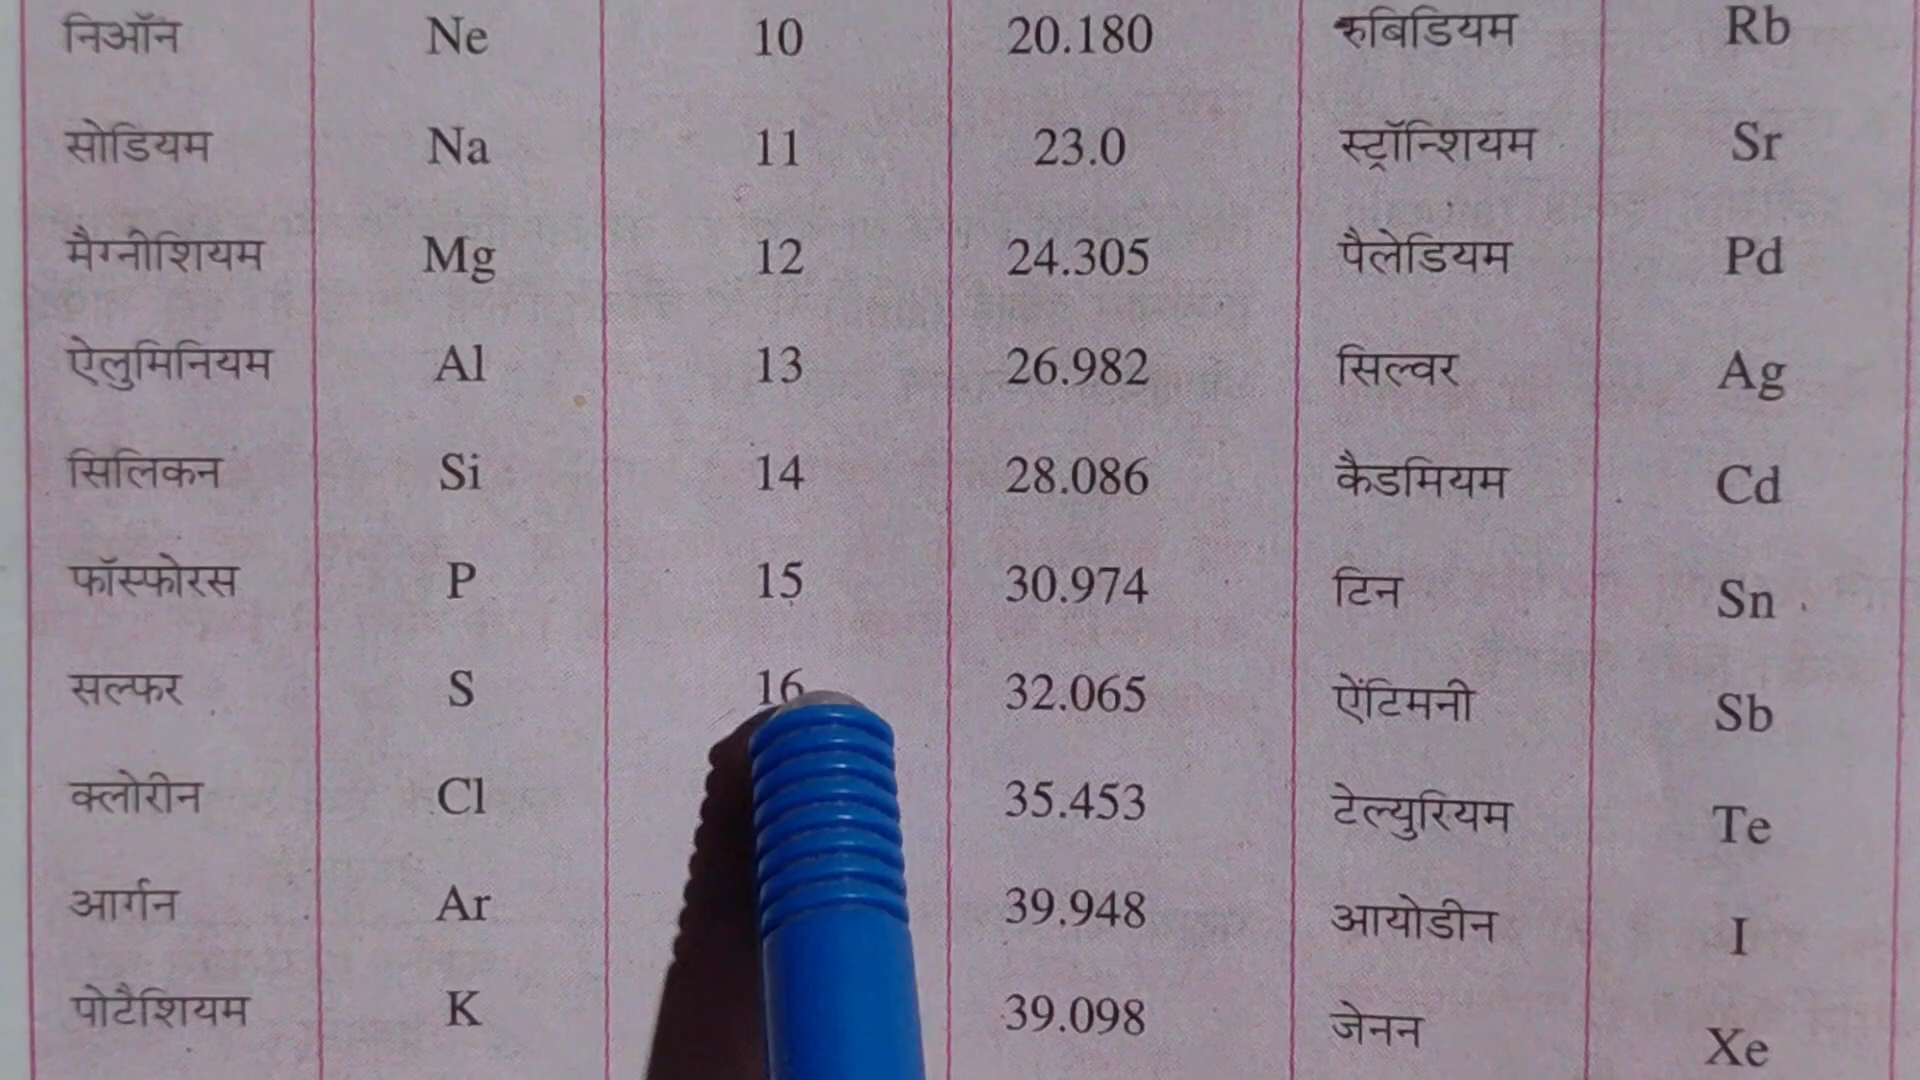 निऑन Ne 10 20.180 रुबिडियम Rb
सोडियम Na 11 23.0 स्ट्रॉन्शियम Sr
मैग्नीशियम Mg 12 24.305 पैलेडियम Pd
ऐलुमिनियम Al 13 26.982 सिल्वर Ag
सिलिकन Si 14 28.086 कैडमियम Cd
फॉस्फोरस P 15 30.974 टिन Sn
सल्फर S 16 32.065 ऐंटिमनी Sb
क्लोरीन Cl 35.453 टेल्युरियम Te
आर्गन Ar 39.948 आयोडीन I
पोटैशियम K 39.098 जेनन Xe